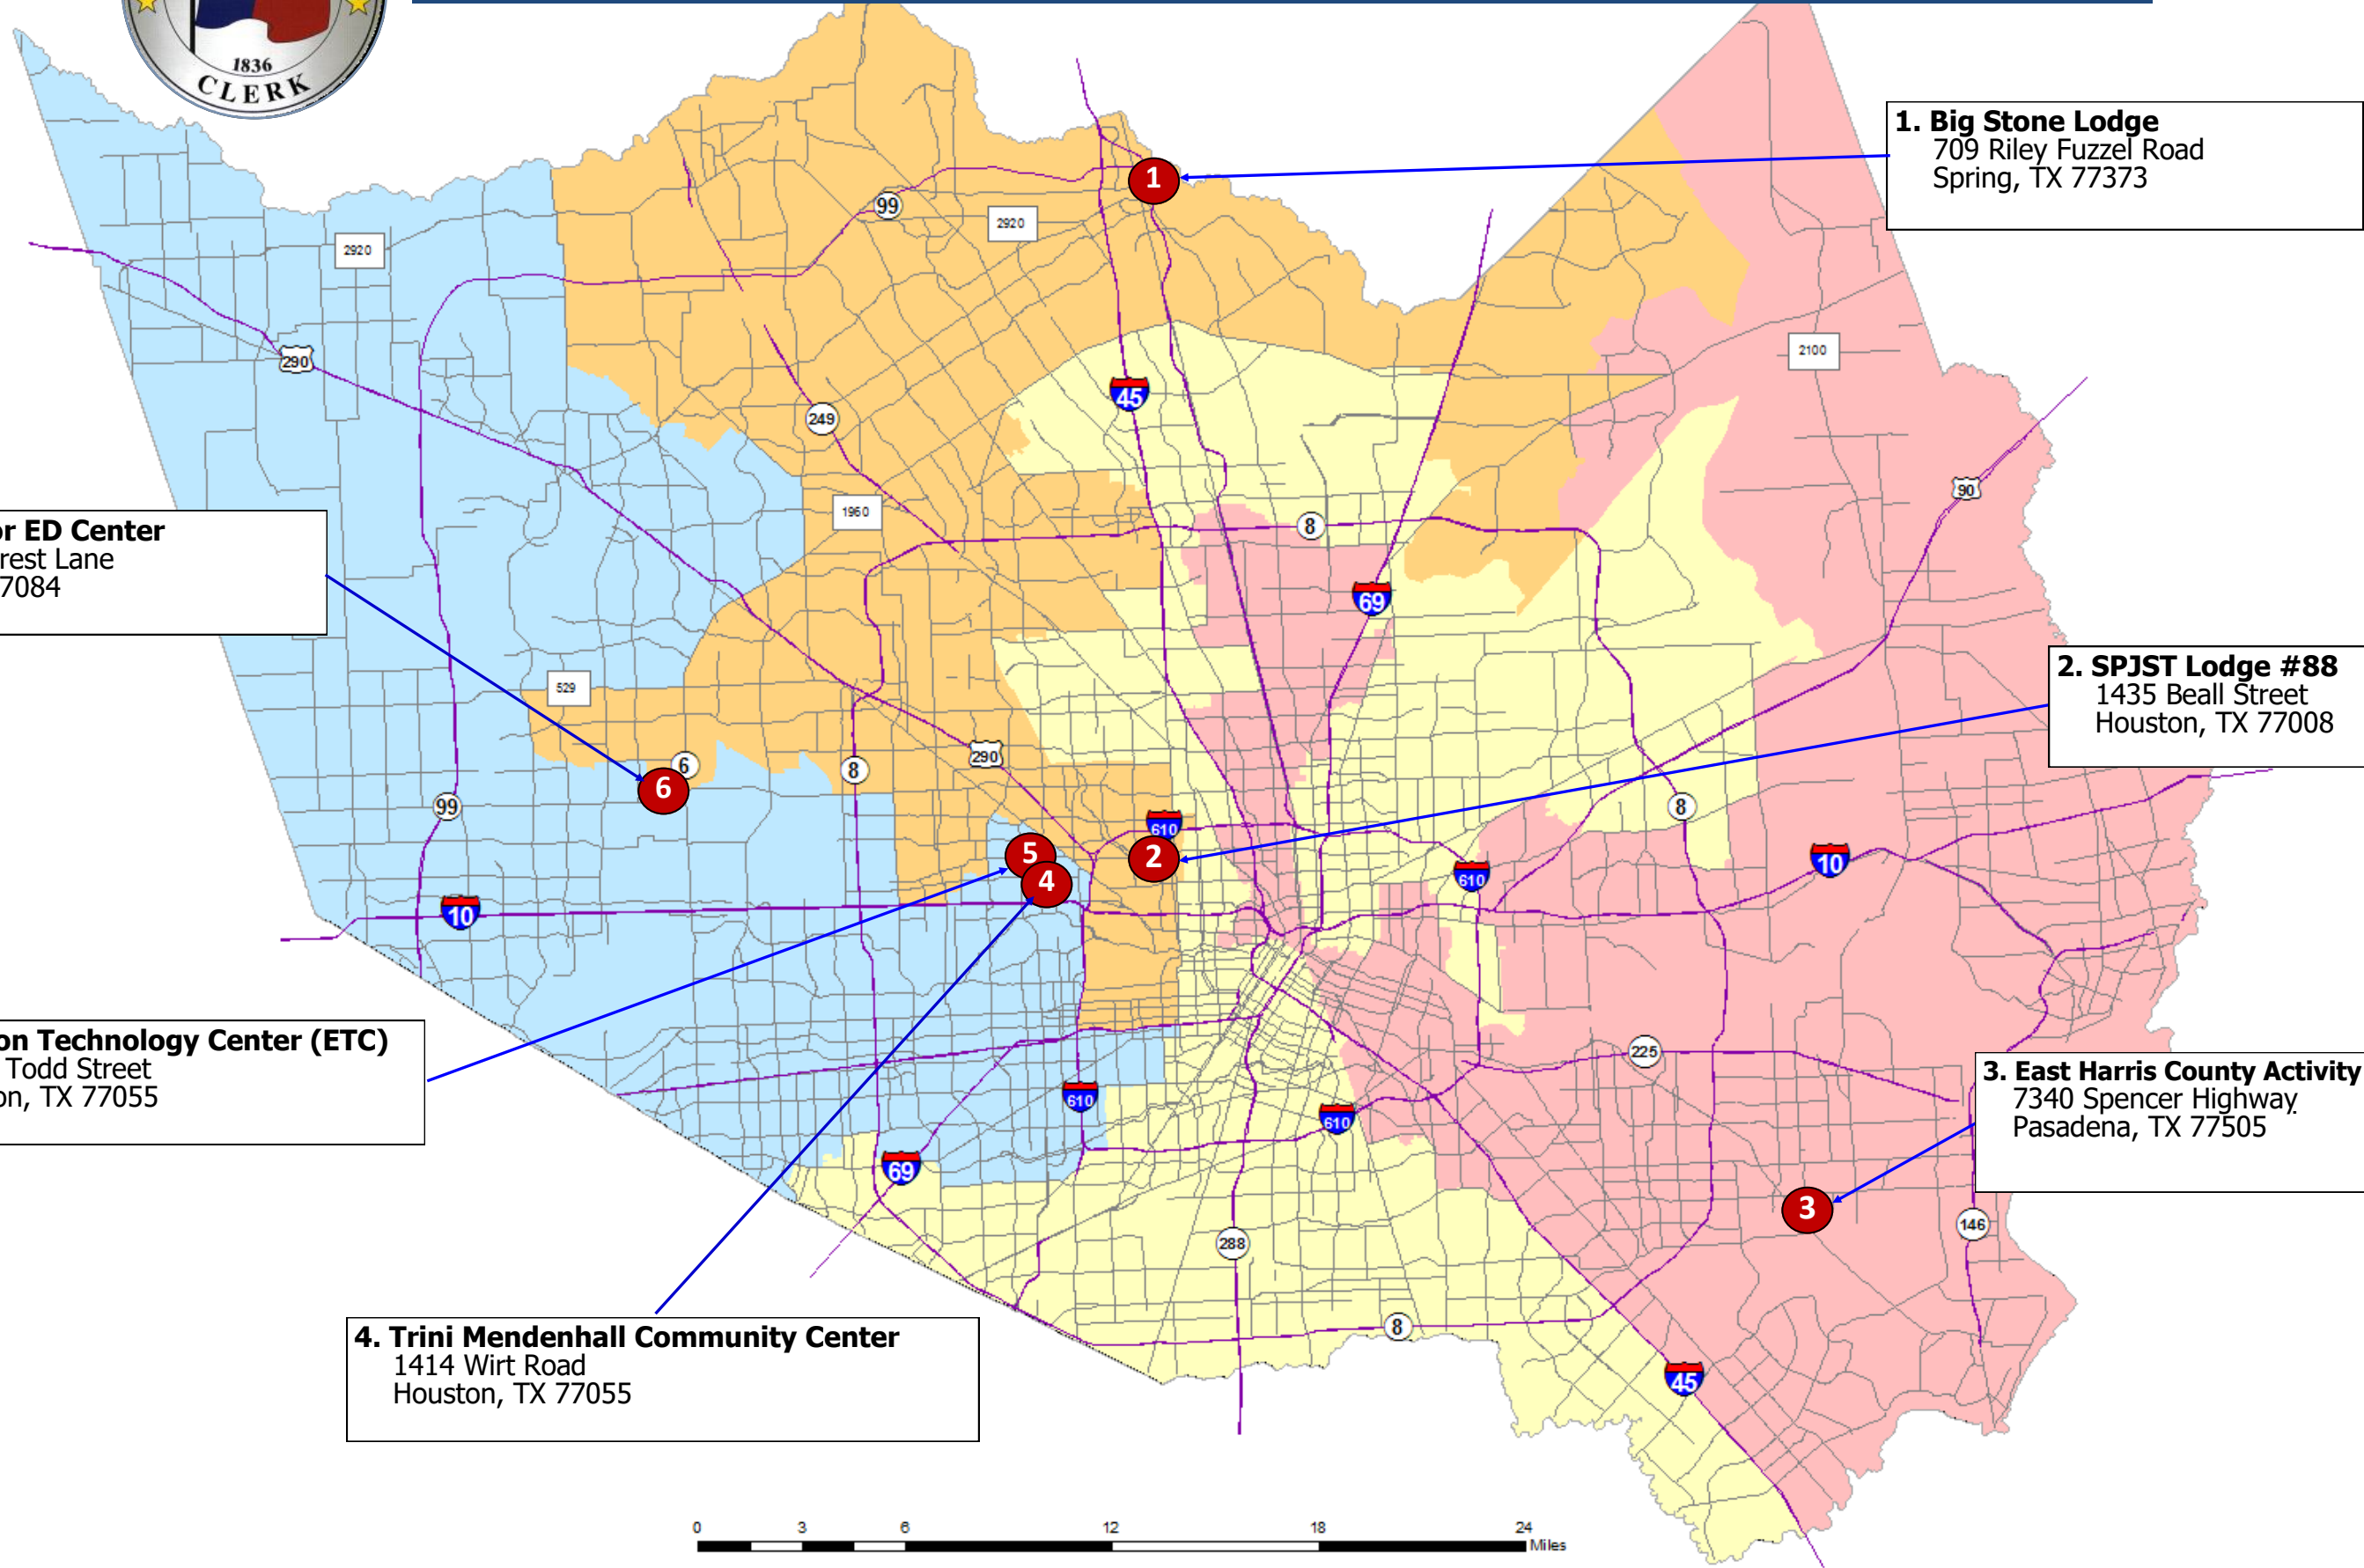 1836
CLERK
1. Big Stone Lodge
709 Riley Fuzzel Road
Spring, TX 77373
1
99
2920
2920
290
2100
45
249
90
1960
8
or ED Center
rest Lane
7084
69
2. SPJST Lodge #88
1435 Beall Street
Houston, TX 77008
529
6
6
8
290
99
8
610
5
2
4
610
10
10
on Technology Center (ETC)
Todd Street
on, TX 77055
225
3. East Harris County Activity
7340 Spencer Highway
Pasadena, TX 77505
610
610
69
3
146
288
4. Trini Mendenhall Community Center
1414 Wirt Road
Houston, TX 77055
8
45
0 3 6 12 18 24
Miles